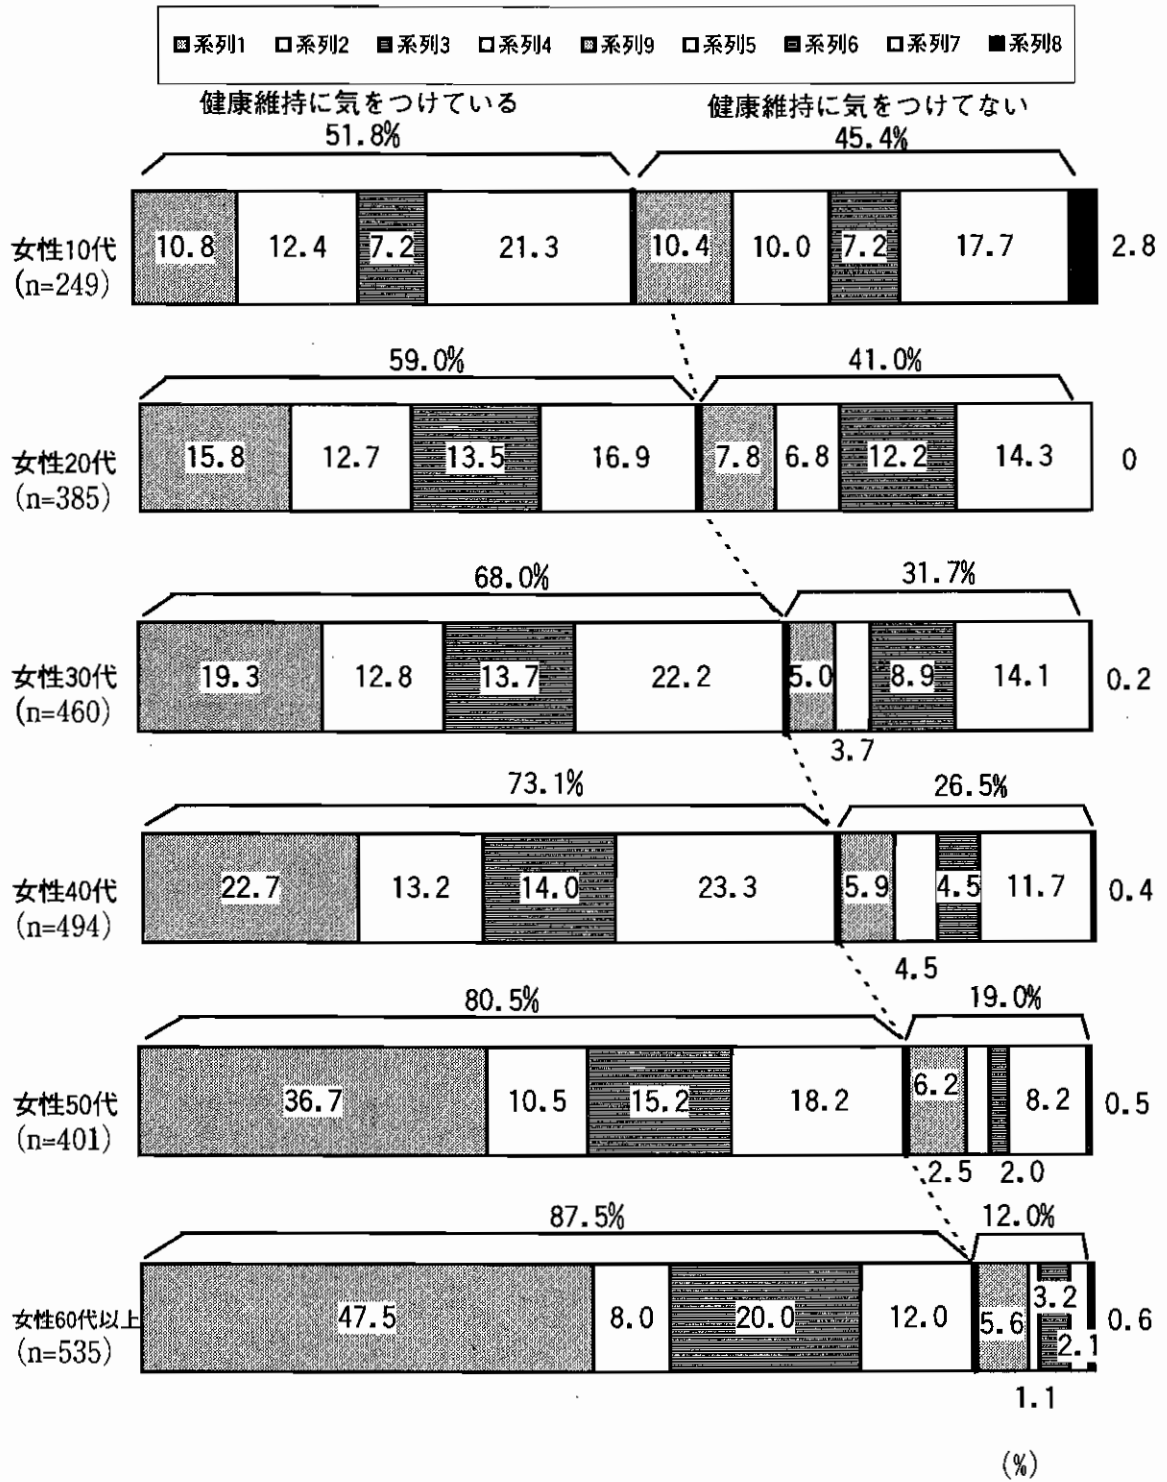 系列1 系列2 系列3 系列4 系列9 系列5 系列6 系列7 系列8
健康維持に気をつけている 健康維持に気をつけてない
51.8% 45.4%
女性10代 10.8 12.4 7.2 21.3 10.4 10.0 7.2 17.7 2.8
(n=249)
59.0% 41.0%
女性20代 15.8 12.7 13.5 16.9 7.8 6.8 12.2 14.3 0
(n=385)
68.0% 31.7%
女性30代 19.3 12.8 13.7 22.2 5.0 8.9 14.1 0.2
(n=460)
3.7
73.1% 26.5%
女性40代 22.7 13.2 14.0 23.3 5.9 4.5 11.7 0.4
(n=494)
4.5
80.5% 19.0%
女性50代 36.7 10.5 15.2 18.2 6.2 8.2 0.5
(n=401)
2.5 2.0
87.5% 12.0%
女性60代以上 47.5 8.0 20.0 12.0 5.6 3.2 2.1 0.6
(n=535)
1.1
(%)